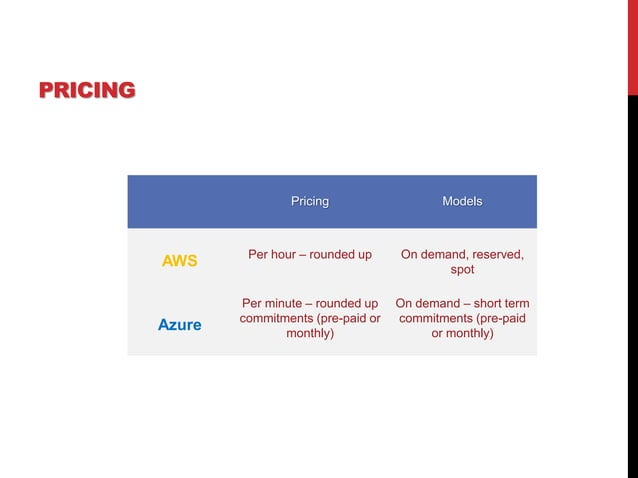 PRICING
Pricing
Models
AWS
Per hour – rounded up
On demand, reserved,
spot
Azure
Per minute – rounded up
commitments (pre-paid or
monthly)
On demand – short term
commitments (pre-paid
or monthly)